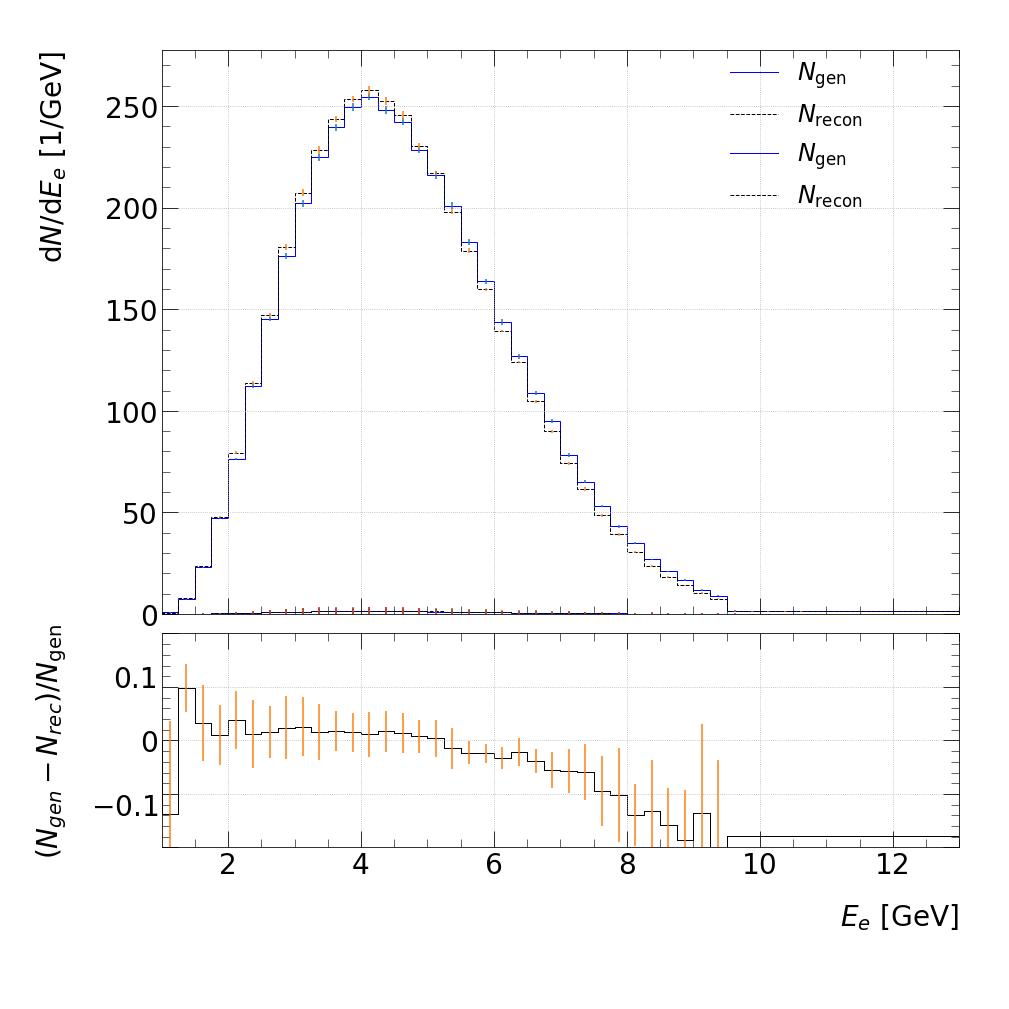 dN/dE_e [1/GeV]
250
200
150
100
50
0
N_gen
N_recon
N_gen
N_recon
(N_gen − N_rec)/N_gen
0.1
0
−0.1
2 4 6 8 10 12
E_e [GeV]